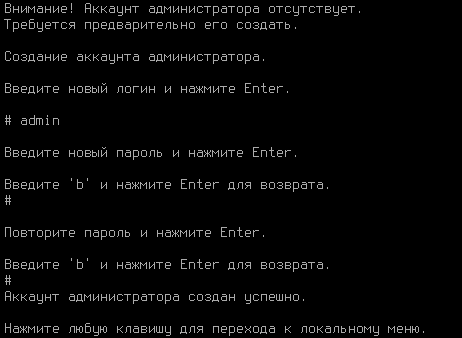 Внимание! Аккаунт администратора отсутствует.
Требуется предварительно его создать.
Создание аккаунта администратора.
Введите новый логин и нажмите Enter.
# admin
Введите новый пароль и нажмите Enter.
Введите 'b' и нажмите Enter для возврата.
#
Повторите пароль и нажмите Enter.
Введите 'b' и нажмите Enter для возврата.
#
Аккаунт администратора создан успешно.
Нажмите любую клавишу для перехода к локальному меню.